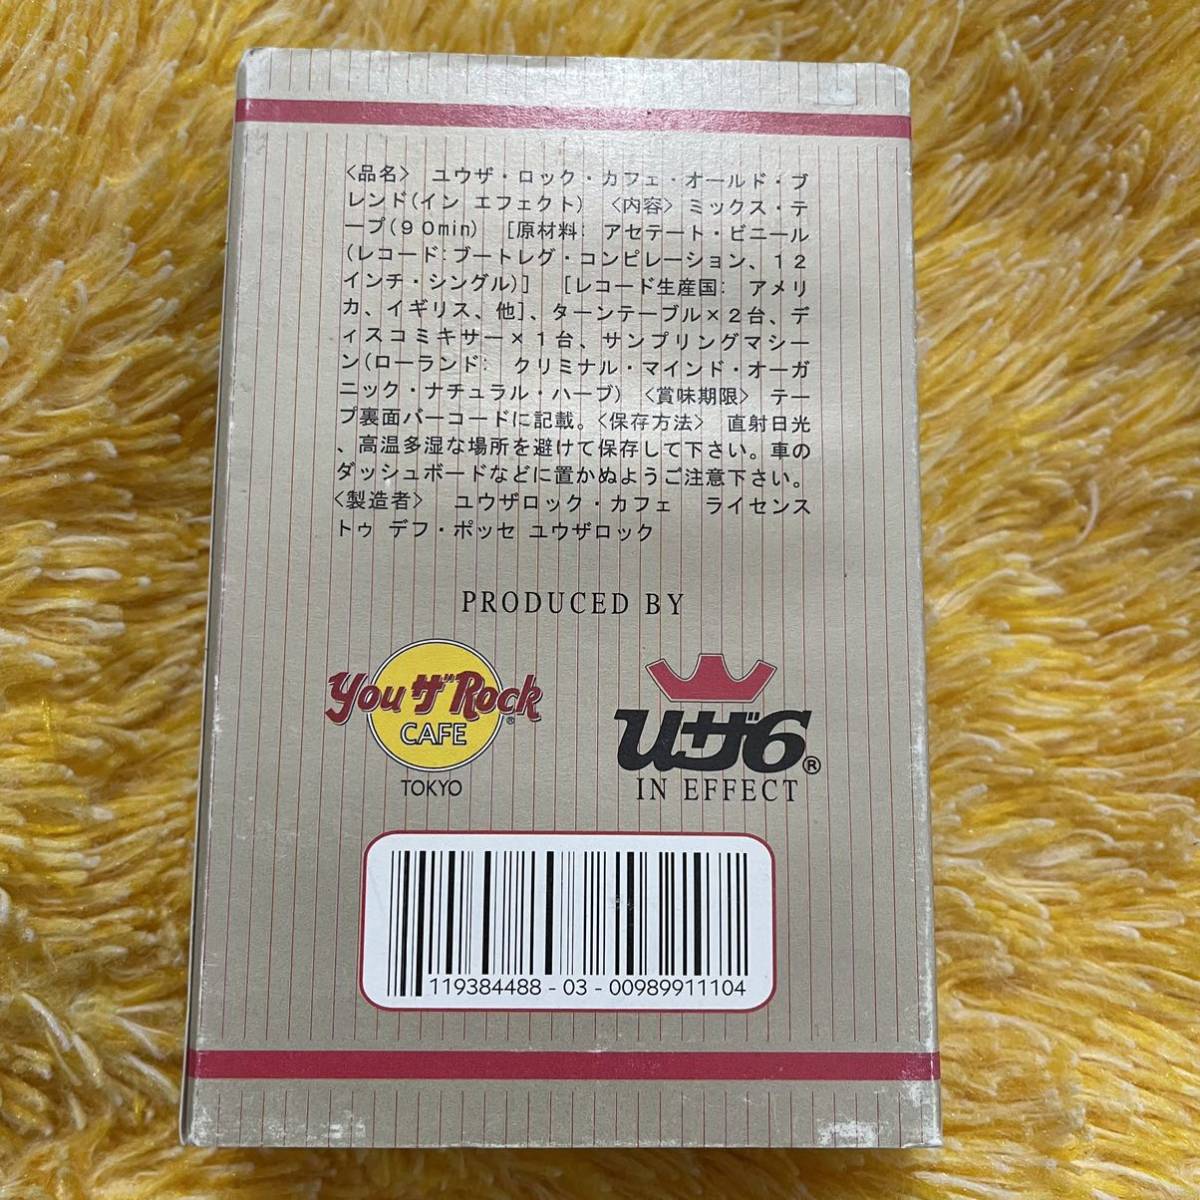 〈品名〉 ユウザ・ロック・カフェ・オールド・ブ
レンド(イン エフェクト) 〈内容〉 ミックス・テ
ープ(90min) [原材料: アセテート・ビニール
(レコード:ブートレグ・コンピレーション、12
インチ・シングル)] [レコード生産国: アメリ
カ、イギリス、他]、ターンテーブル×2台、デ
ィスコミキサー×1台、サンプリングマシー
ン(ローランド: クリミナル・マインド・オーガ
ニック・ナチュラル・ハーブ) 〈賞味期限〉 テー
プ裏面バーコードに記載。〈保存方法〉 直射日光
、高温多湿な場所を避けて保存して下さい。車の
ダッシュボードなどに置かぬようご注意下さい。
〈製造者〉 ユウザロック・カフェ ライセンス
トゥ デフ・ポッセ ユウザロック
PRODUCED BY
You ザ Rock ®
CAFE
TOKYO
Uザ6 ®
IN EFFECT
119384488 - 03 - 00989911104